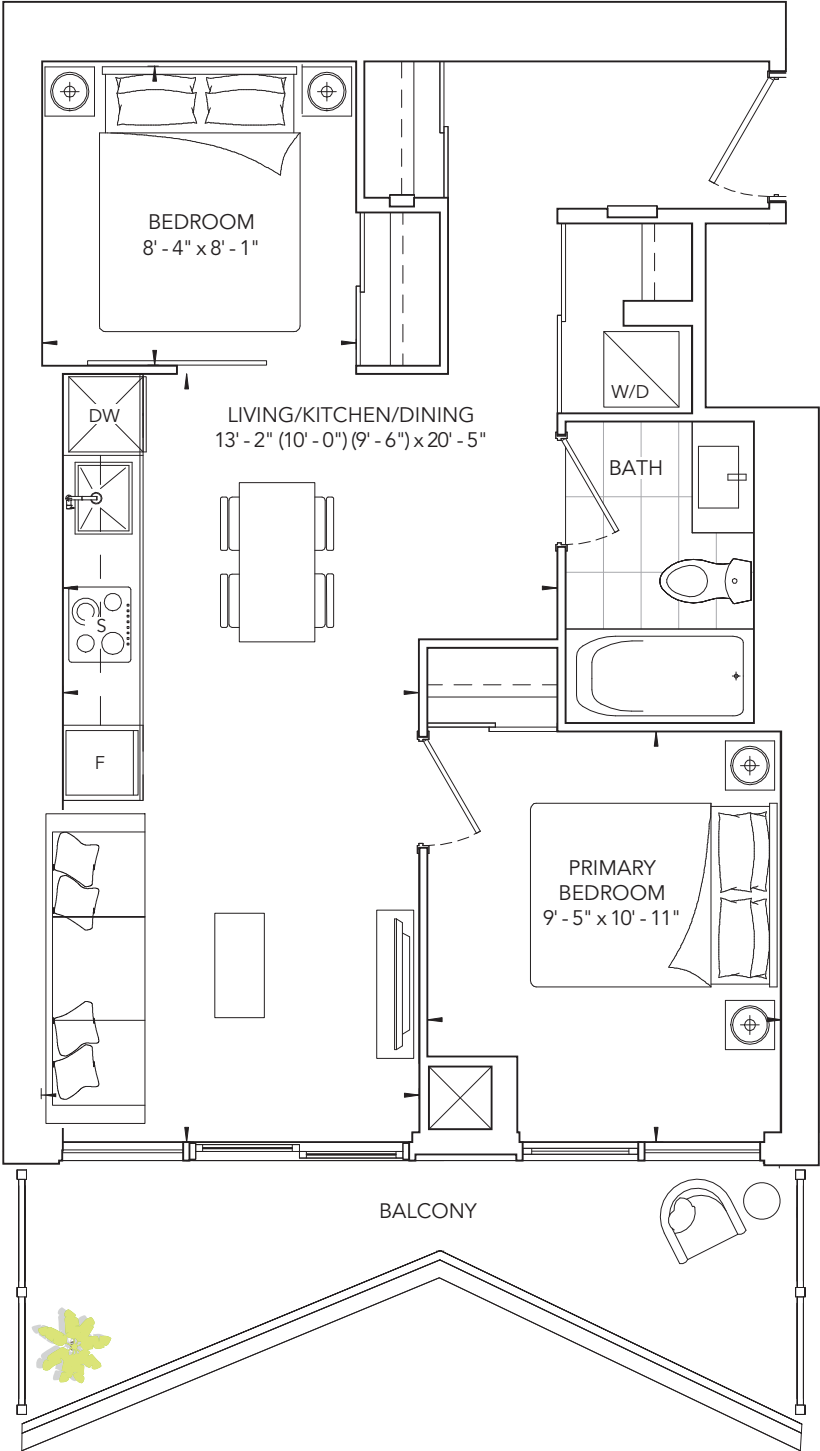 BEDROOM
8' - 4" x 8' - 1"
W/D
DW
LIVING/KITCHEN/DINING
13' - 2" (10' - 0") (9' - 6") x 20' - 5"
BATH
S
F
PRIMARY
BEDROOM
9' - 5" x 10' - 11"
BALCONY